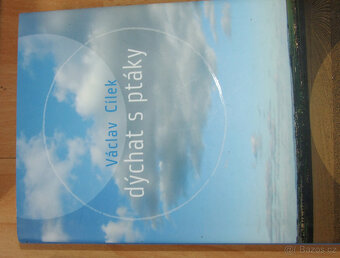 Václav Cílek
dýchat s ptáky
© Bazos.cz